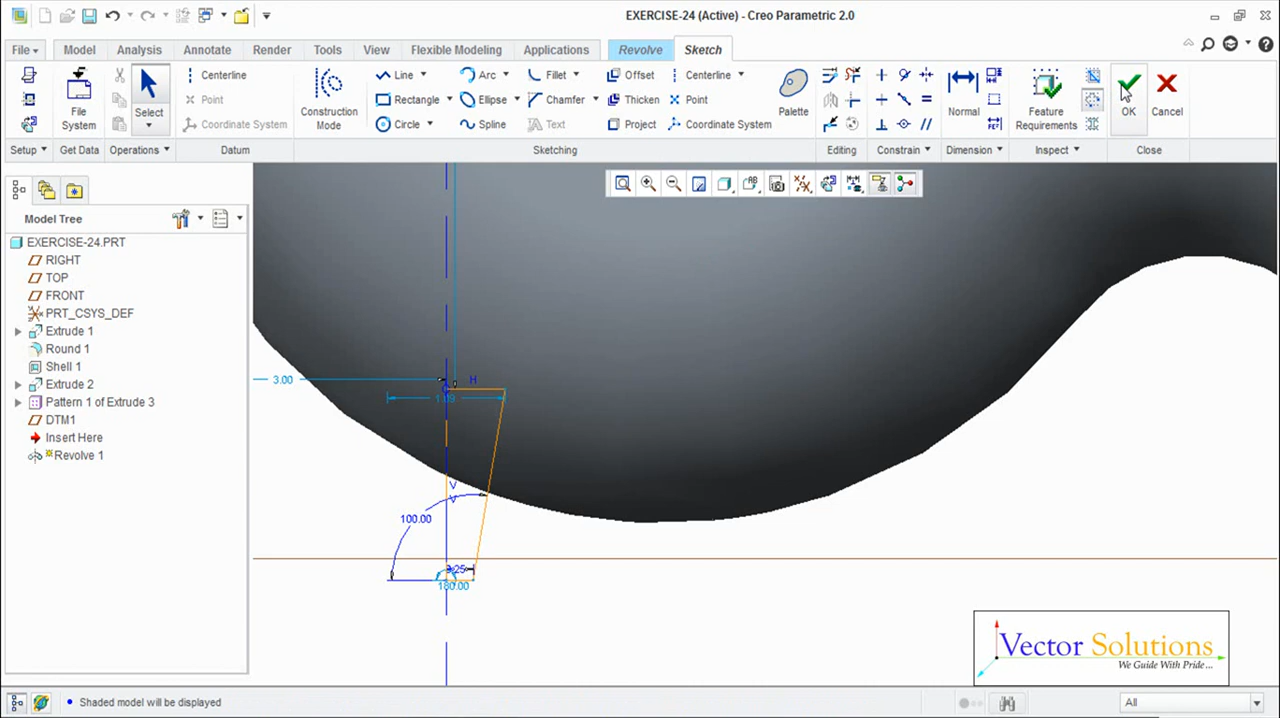 EXERCISE-24 (Active) - Creo Parametric 2.0
File Model Analysis Annotate Render Tools View Flexible Modeling Applications Revolve Sketch
File System
Select
Centerline
Point
Coordinate System
Construction Mode
Line Arc Fillet Offset Centerline
Rectangle Ellipse Chamfer Thicken Point
Circle Spline Text Project Coordinate System
Palette
Normal
Feature Requirements
OK
Cancel
Setup Get Data Operations Datum Sketching Editing Constrain Dimension Inspect Close
Model Tree
EXERCISE-24.PRT
RIGHT
TOP
FRONT
PRT_CSYS_DEF
Extrude 1
Round 1
Shell 1
Extrude 2
Pattern 1 of Extrude 3
DTM1
Insert Here
Revolve 1
3.00
H
V
V
100.00
180.00
Vector Solutions
We Guide With Pride...
Shaded model will be displayed
All